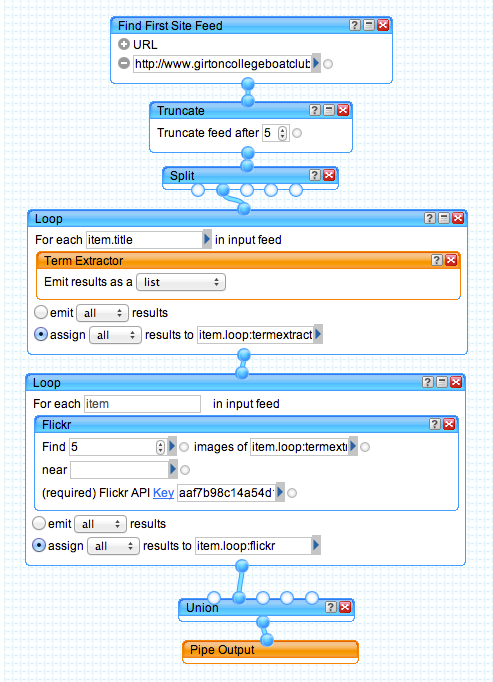 Find First Site Feed
URL
http://www.girtoncollegeboatclub
Truncate
Truncate feed after 5
Split
Loop
For each item.title in input feed
Term Extractor
Emit results as a list
emit all results
assign all results to item.loop:termextract
Loop
For each item in input feed
Flickr
Find 5 images of item.loop:termextr
near
(required) Flickr API Key aaf7b98c14a54d
emit all results
assign all results to item.loop:flickr
Union
Pipe Output